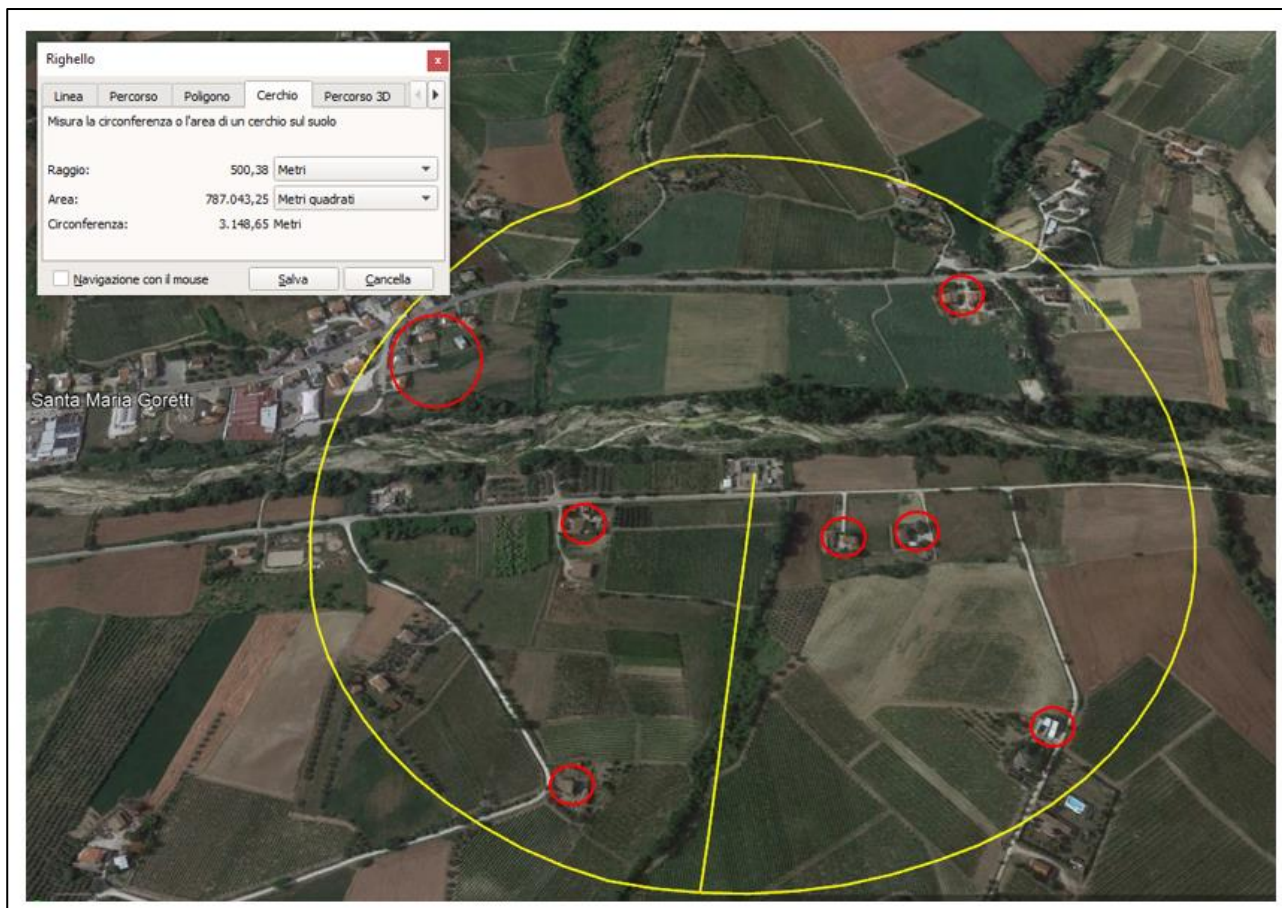 Righello
x
Linea Percorso Poligono Cerchio Percorso 3D
Misura la circonferenza o l'area di un cerchio sul suolo
Raggio: 500,38 Metri
Area: 787.043,25 Metri quadrati
Circonferenza: 3.148,65 Metri
Navigazione con il mouse Salva Cancella
Santa Maria Goretti